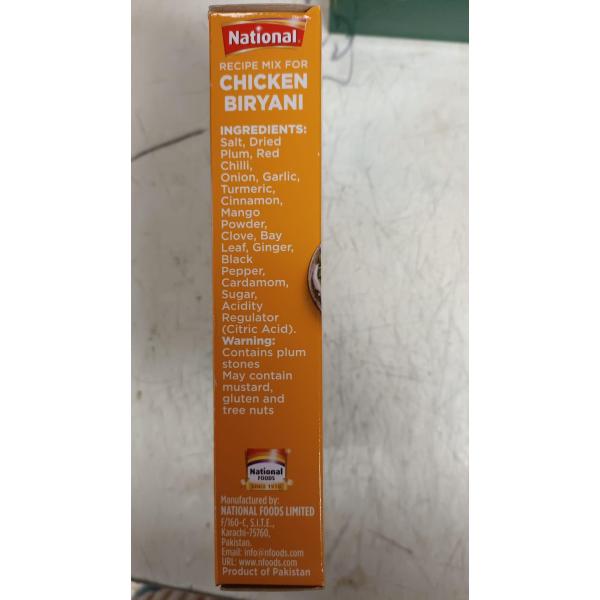 National
RECIPE MIX FOR
CHICKEN
BIRYANI
INGREDIENTS:
Salt, Dried
Plum, Red
Chilli,
Onion, Garlic,
Turmeric,
Cinnamon,
Mango
Powder,
Clove, Bay
Leaf, Ginger,
Black
Pepper,
Cardamom,
Sugar,
Acidity
Regulator
(Citric Acid).
Warning:
Contains plum
stones
May contain
mustard,
gluten and
tree nuts
National
FOODS
SINCE 1970
Manufactured by:
NATIONAL FOODS LIMITED
F/160-C, S.I.T.E.,
Karachi-75760,
Pakistan.
Email: info@nfoods.com
URL: www.nfoods.com
Product of Pakistan